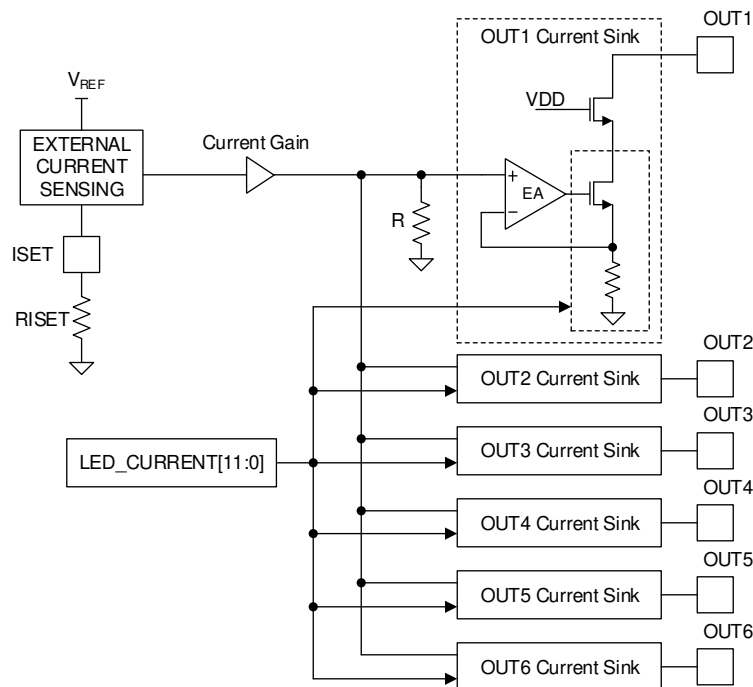 OUT1
OUT1 Current Sink
VREF
VDD
EXTERNAL
CURRENT
SENSING
Current Gain
+
EA
−
R
ISET
RISET
OUT2
OUT2 Current Sink
OUT3
LED_CURRENT[11:0]
OUT3 Current Sink
OUT4
OUT4 Current Sink
OUT5
OUT5 Current Sink
OUT6
OUT6 Current Sink